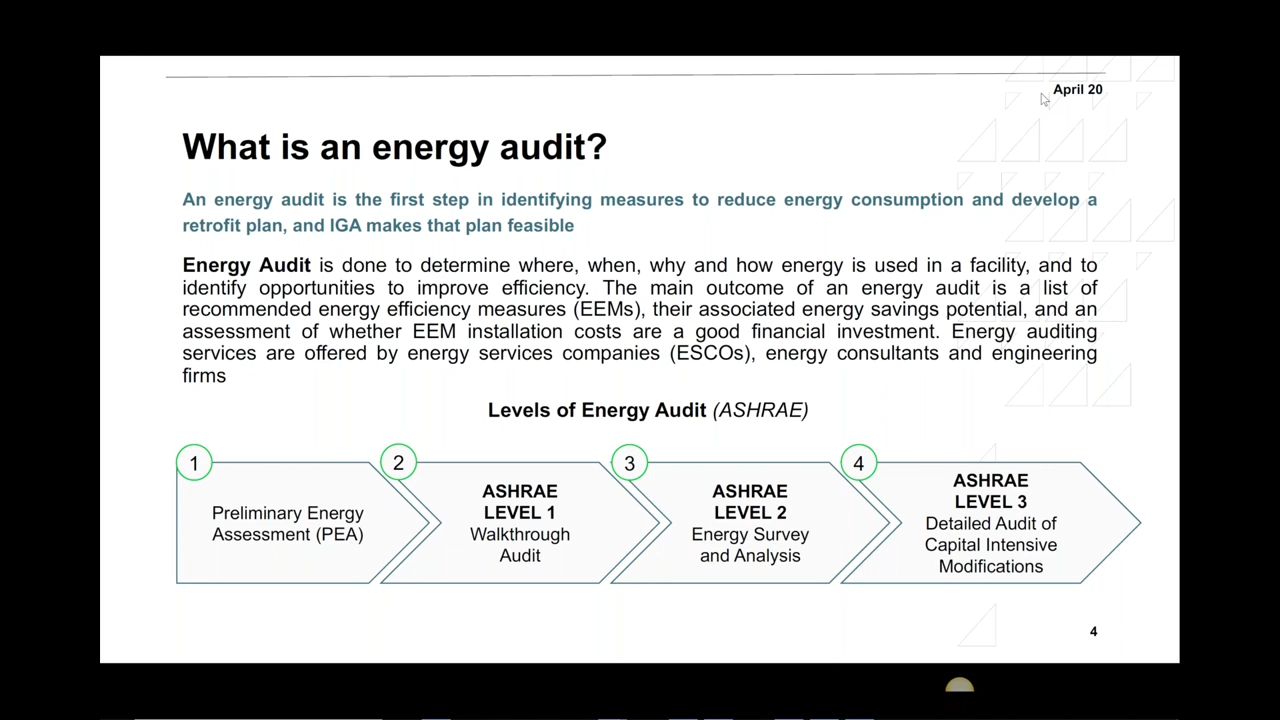 April 20
What is an energy audit?
An energy audit is the first step in identifying measures to reduce energy consumption and develop a
retrofit plan, and IGA makes that plan feasible
Energy Audit is done to determine where, when, why and how energy is used in a facility, and to
identify opportunities to improve efficiency. The main outcome of an energy audit is a list of
recommended energy efficiency measures (EEMs), their associated energy savings potential, and an
assessment of whether EEM installation costs are a good financial investment. Energy auditing
services are offered by energy services companies (ESCOs), energy consultants and engineering
firms
Levels of Energy Audit (ASHRAE)
1
Preliminary Energy
Assessment (PEA)
2
ASHRAE
LEVEL 1
Walkthrough
Audit
3
ASHRAE
LEVEL 2
Energy Survey
and Analysis
4
ASHRAE
LEVEL 3
Detailed Audit of
Capital Intensive
Modifications
4